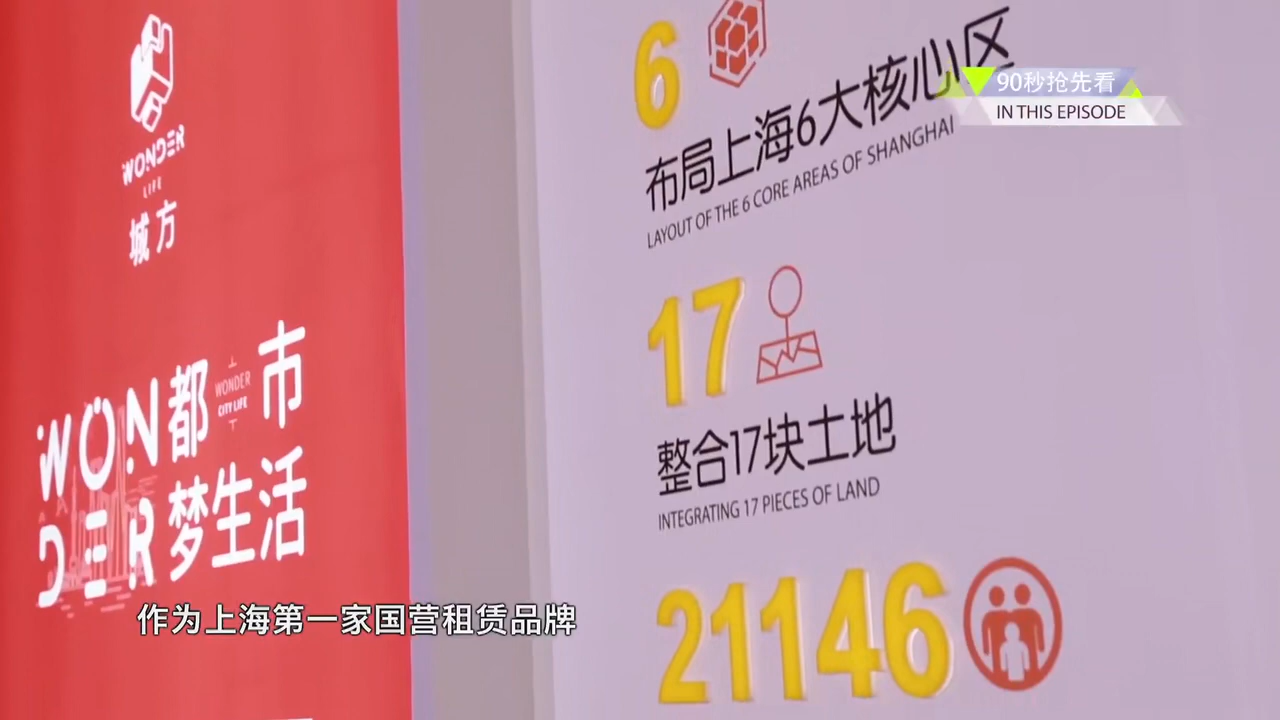 WONDER
LIFE
城方
WON都市
WONDER
CITY LIFE
DER梦生活
6
布局上海6大核心区
LAYOUT OF THE 6 CORE AREAS OF SHANGHAI
17
整合17块土地
INTEGRATING 17 PIECES OF LAND
21146
90秒抢先看
IN THIS EPISODE
作为上海第一家国营租赁品牌